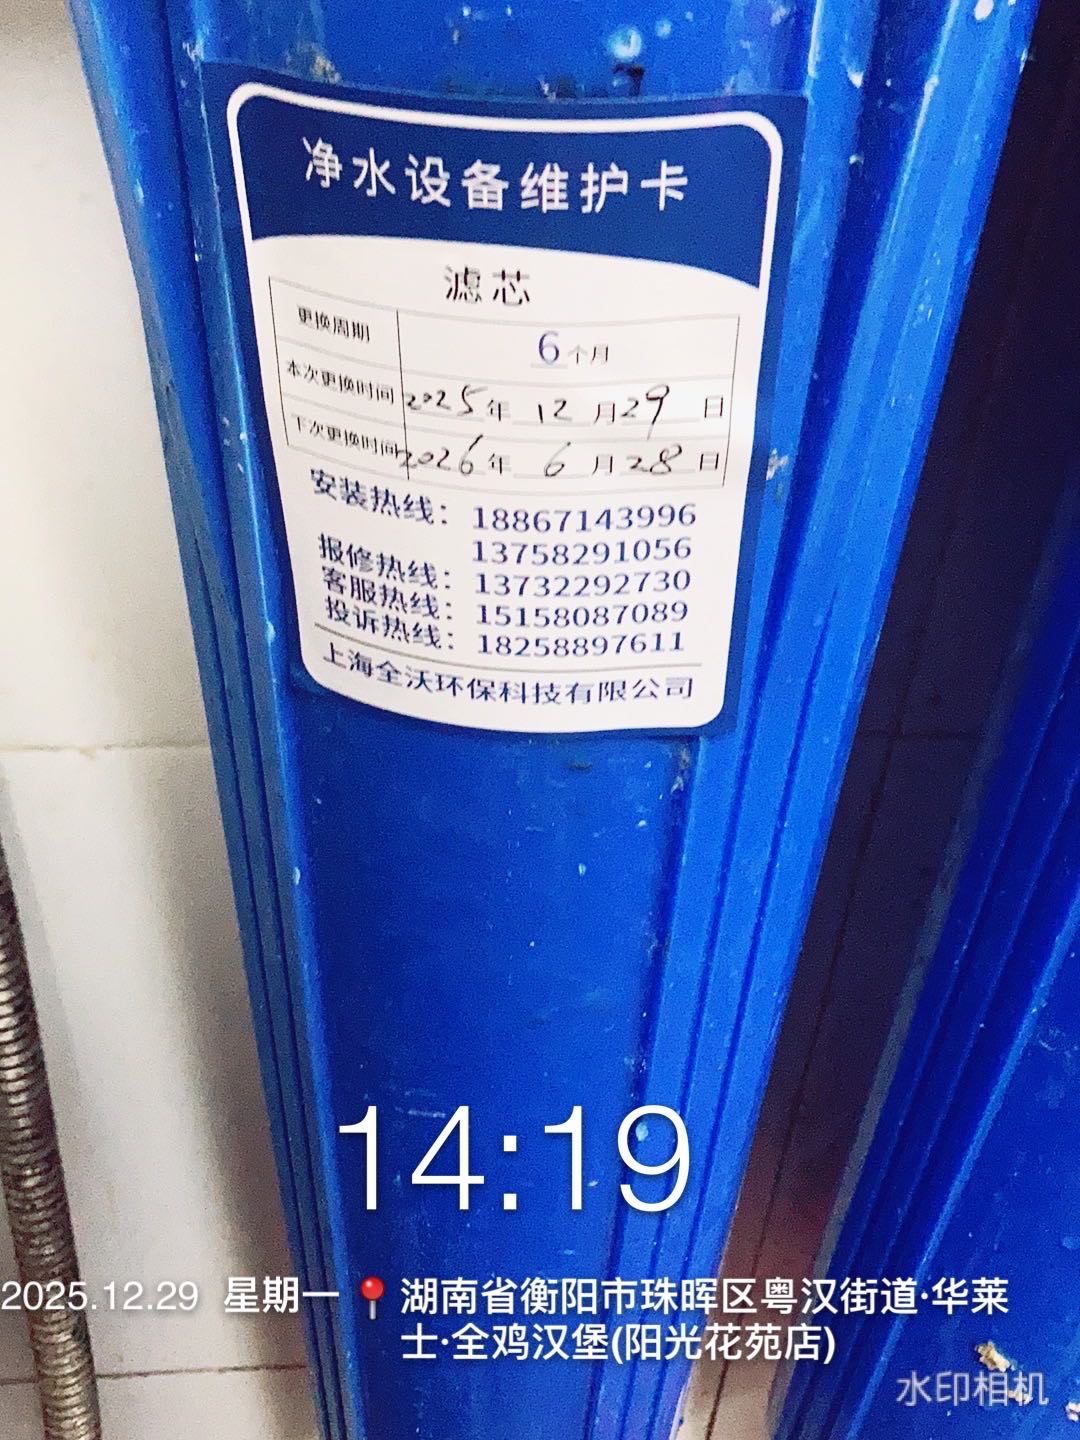 净水设备维护卡
滤芯
更换周期 6个月
本次更换时间 2025年 12 月29 日
下次更换时间 2026年 6 月28 日
安装热线：18867143996
13758291056
报修热线：13732292730
客服热线：15158087089
投诉热线：18258897611
上海全沃环保科技有限公司
14:19
2025.12.29 星期一 湖南省衡阳市珠晖区粤汉街道·华莱
士·全鸡汉堡(阳光花苑店)
水印相机